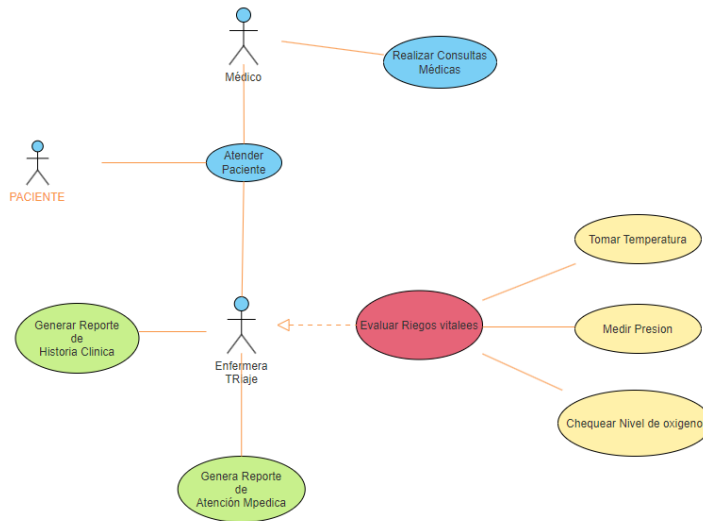 Médico
Realizar Consultas
Médicas
Atender
Paciente
PACIENTE
Tomar Temperatura
Generar Reporte
de
Historia Clinica
Enfermera
TRiaje
Evaluar Riegos vitalees
Medir Presion
Chequear Nivel de oxigeno
Genera Reporte
de
Atención Mpedica